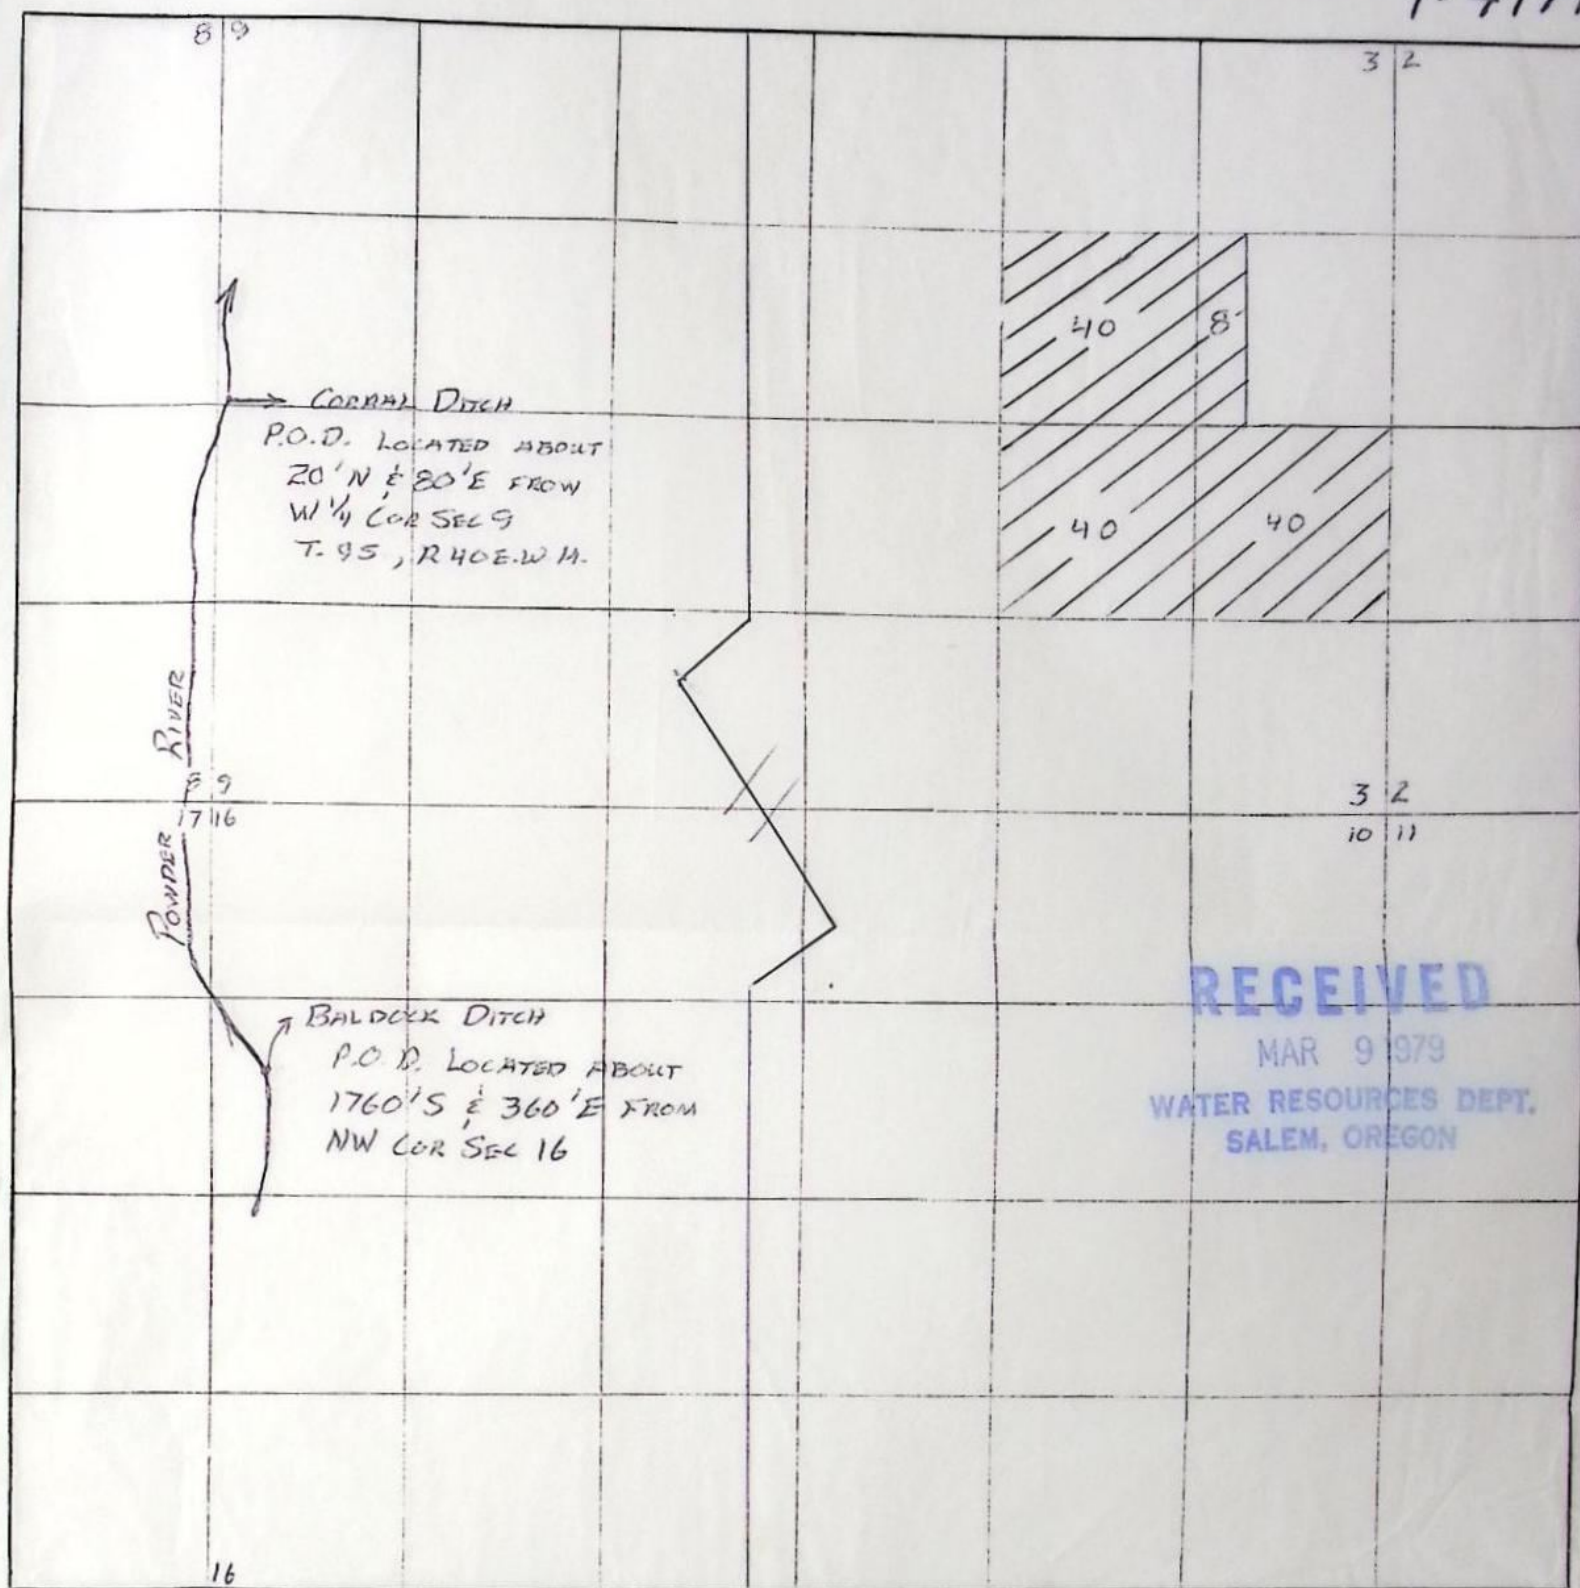 8 9
3 2
40
8
CORRAL DITCH
P.O.D. LOCATED ABOUT
20'N & 80'E FROM
W 1/4 COR SEC 9
T. 9S, R 40E. W M.
40
40
RIVER
8 9
17 16
POWDER
3 2
10 11
BALDOCK DITCH
P.O.D. LOCATED ABOUT
1760'S & 360'E FROM
NW COR SEC 16
RECEIVED
MAR 9 1979
WATER RESOURCES DEPT.
SALEM, OREGON
16